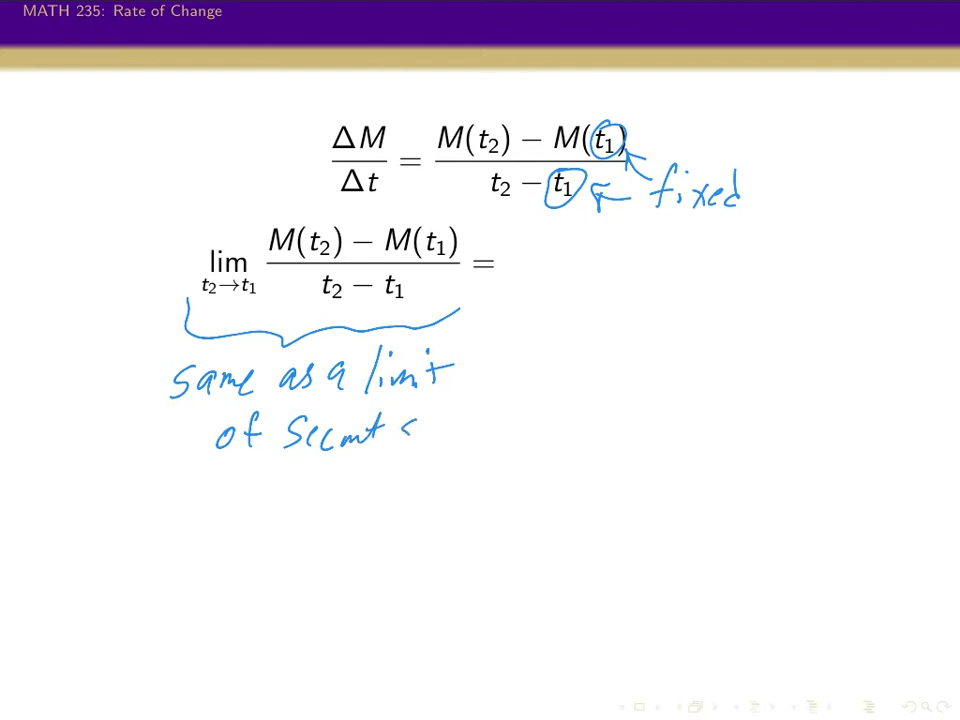 MATH 235: Rate of Change
ΔM/Δt = (M(t₂) − M(t₁))/(t₂ − t₁)
fixed
lim t₂→t₁ (M(t₂) − M(t₁))/(t₂ − t₁) =
same as a limit
of secant s